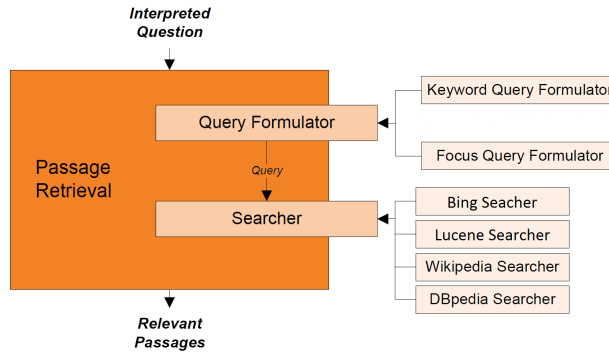 Interpreted
Question
Query Formulator
Keyword Query Formulator
Focus Query Formulator
Query
Passage
Retrieval
Searcher
Bing Seacher
Lucene Searcher
Wikipedia Searcher
DBpedia Searcher
Relevant
Passages